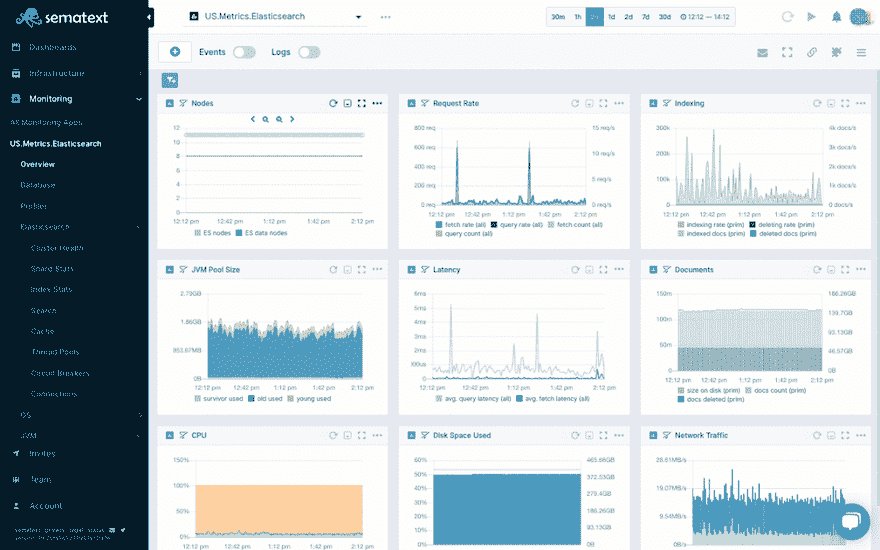 sematext
US.Metrics.Elasticsearch
30m 1h 2h 1d 2d 7d 30d 12:12 — 14:12
Dashboards
Infrastructure
Monitoring
All Monitoring Apps
US.Metrics.Elasticsearch
Overview
Database
Elasticsearch
Cluster Health
Shard Stats
Index Stats
Search
Cache
Thread Pools
Circuit Breakers
Connections
OS
JVM
Invites
Team
Account
Events Logs
Nodes
12
10
8
6
4
2
0
12:12 pm 12:42 pm 1:12 pm 1:42 pm 2:12 pm
ES nodes ES data nodes
Request Rate
800 req 15 req/s
600 req 10 req/s
400 req
200 req 5 req/s
0 req 0 req/s
12:12 pm 12:42 pm 1:12 pm 1:42 pm 2:12 pm
fetch rate (all) query rate (all) fetch count (all)
query count (all)
Indexing
300k 4k docs/s
200k 3k docs/s
2k docs/s
100k 1k docs/s
0 0 docs/s
12:12 pm 12:42 pm 1:12 pm 1:42 pm 2:12 pm
indexing rate (prim) deleting rate (prim)
indexed docs (prim) deleted docs (prim)
JVM Pool Size
2.79GB
1.86GB
953.67MB
0B
12:12 pm 12:42 pm 1:12 pm 1:42 pm 2:12 pm
survivor used old used young used
Latency
6ms
5ms
4ms
2ms
0
12:12 pm 12:42 pm 1:12 pm 1:42 pm 2:12 pm
avg. query latency (all) avg. fetch latency (all)
Documents
150m 186.26GB
100m 139.7GB
93.13GB
50m 46.57GB
0 0B
12:12 pm 12:42 pm 1:12 pm 1:42 pm 2:12 pm
size on disk (prim) docs count (prim)
docs deleted (prim)
CPU
150%
100%
50%
0%
12:12 pm 12:42 pm 1:12 pm 1:42 pm 2:12 pm
Disk Space Used
60% 465.66GB
50% 372.53GB
40%
30% 279.4GB
20% 186.26GB
10% 93.13GB
0% 0B
12:12 pm 12:42 pm 1:12 pm 1:42 pm 2:12 pm
Network Traffic
28.61MB/s
19.07MB/s
9.54MB/s
0B/s
12:12 pm 12:42 pm 1:12 pm 1:42 pm